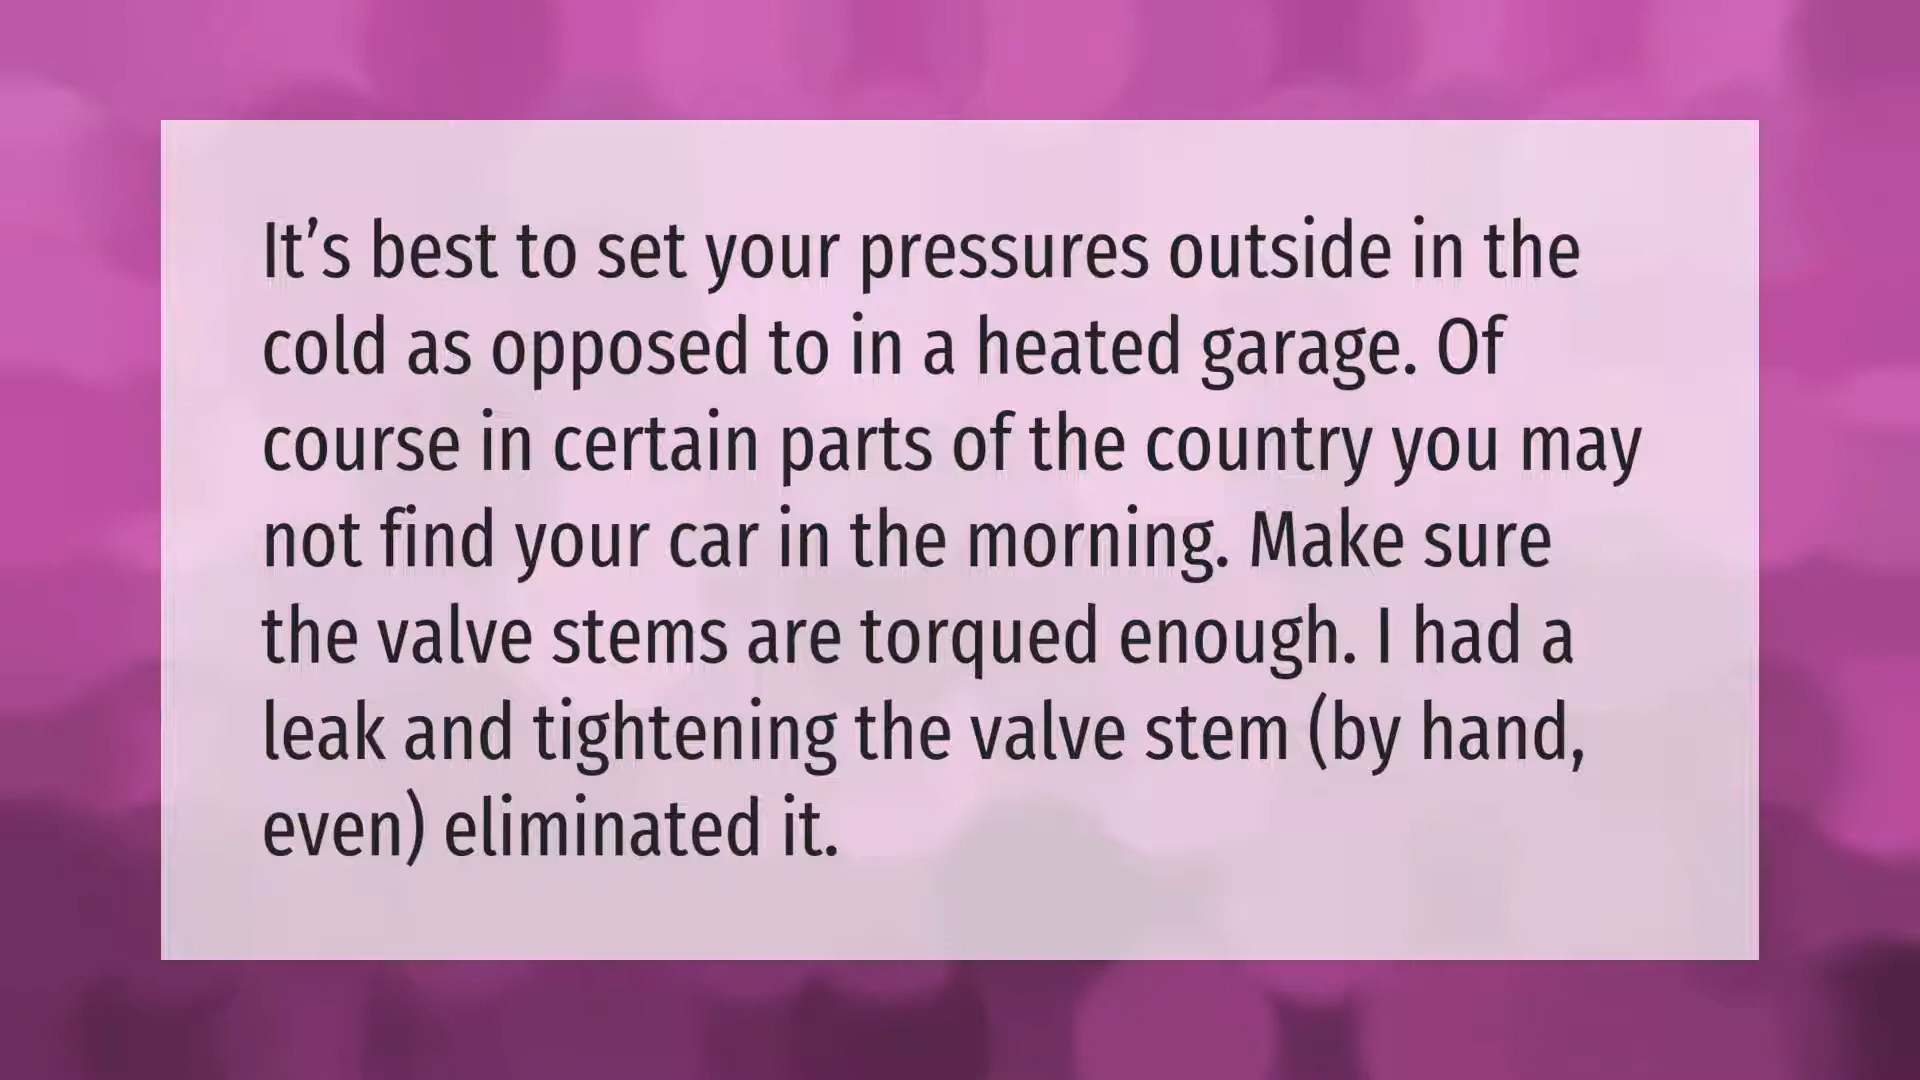 It’s best to set your pressures outside in the
cold as opposed to in a heated garage. Of
course in certain parts of the country you may
not find your car in the morning. Make sure
the valve stems are torqued enough. I had a
leak and tightening the valve stem (by hand,
even) eliminated it.